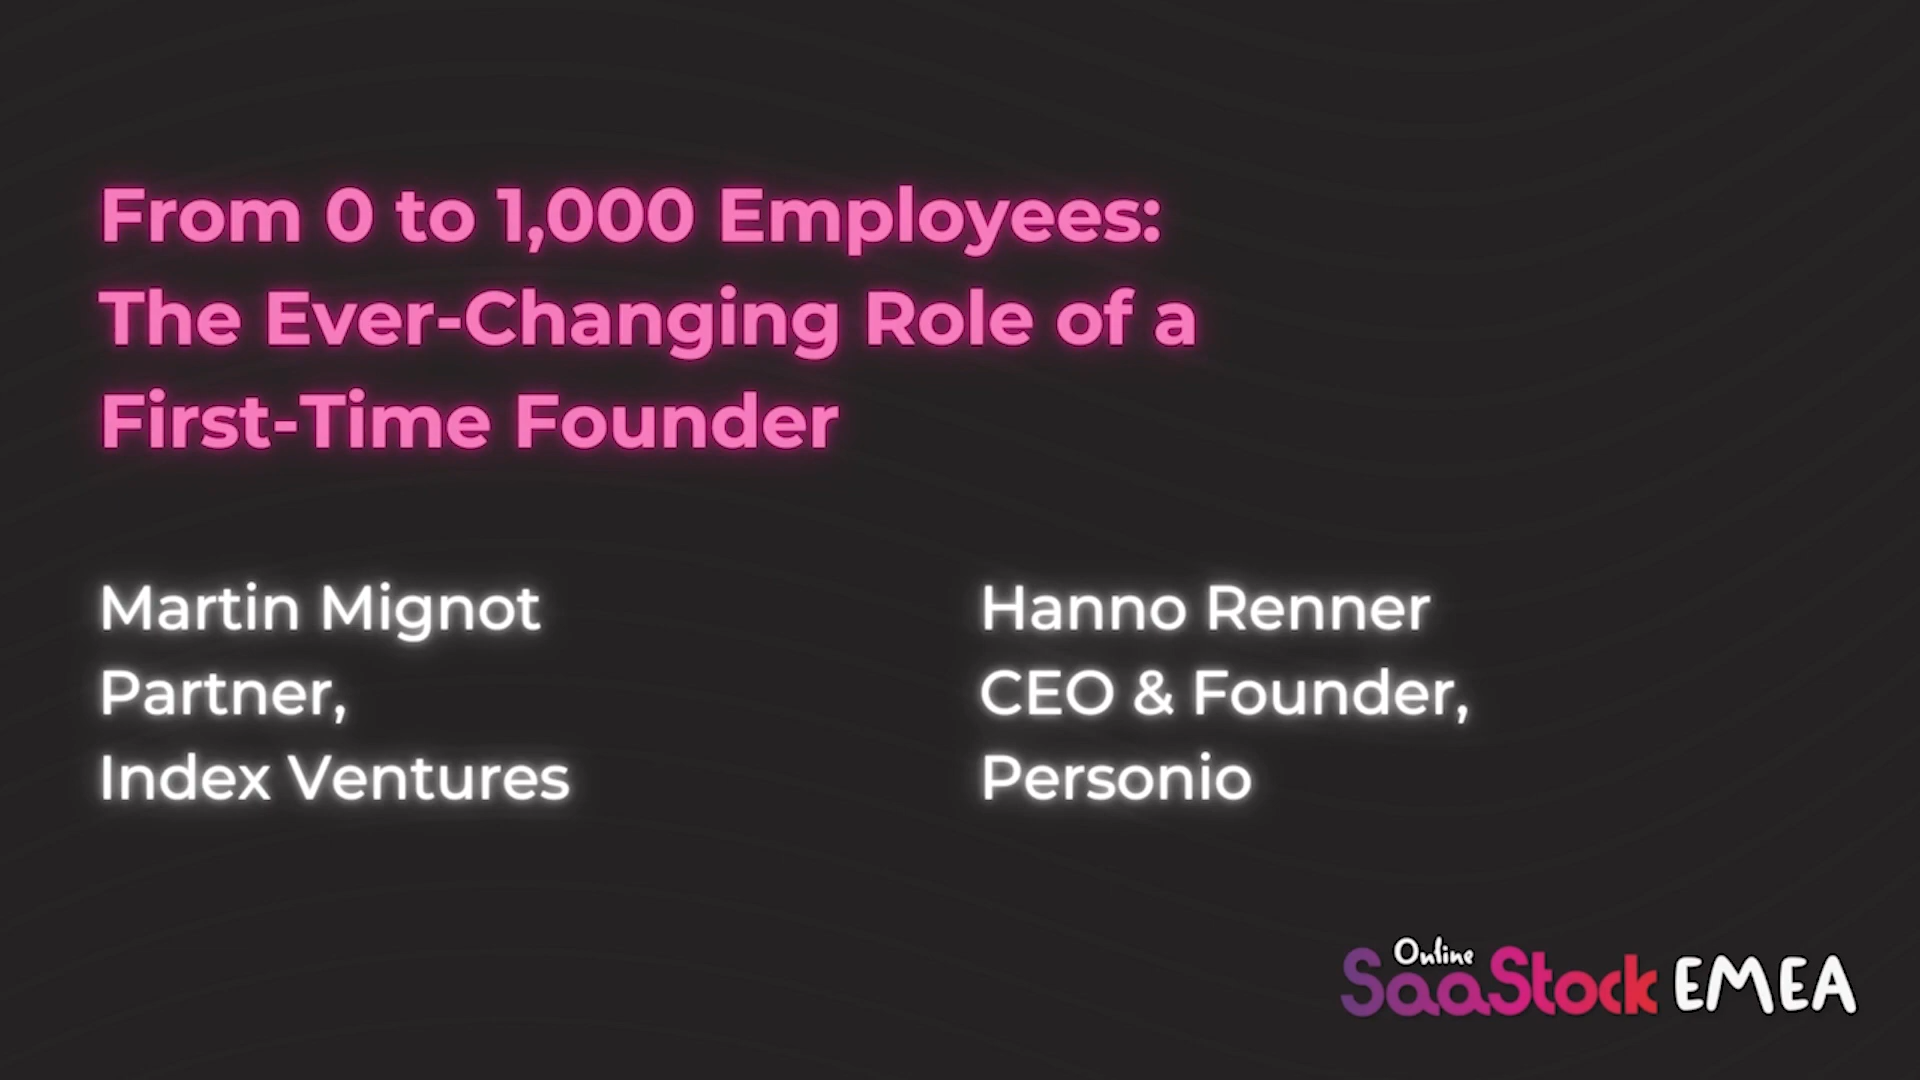 From 0 to 1,000 Employees:
The Ever-Changing Role of a
First-Time Founder
Martin Mignot
Partner,
Index Ventures
Hanno Renner
CEO & Founder,
Personio
Online
SaaStock EMEA